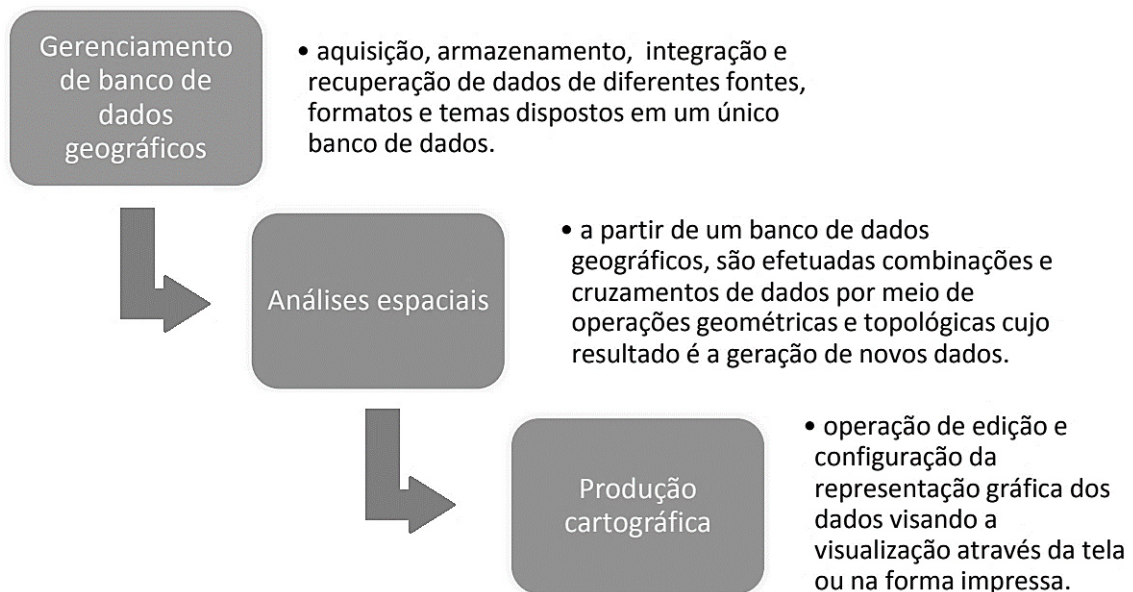 Gerenciamento
de banco de
dados
geográficos
• aquisição, armazenamento, integração e
recuperação de dados de diferentes fontes,
formatos e temas dispostos em um único
banco de dados.
Análises espaciais
• a partir de um banco de dados
geográficos, são efetuadas combinações e
cruzamentos de dados por meio de
operações geométricas e topológicas cujo
resultado é a geração de novos dados.
Produção
cartográfica
• operação de edição e
configuração da
representação gráfica dos
dados visando a
visualização através da tela
ou na forma impressa.